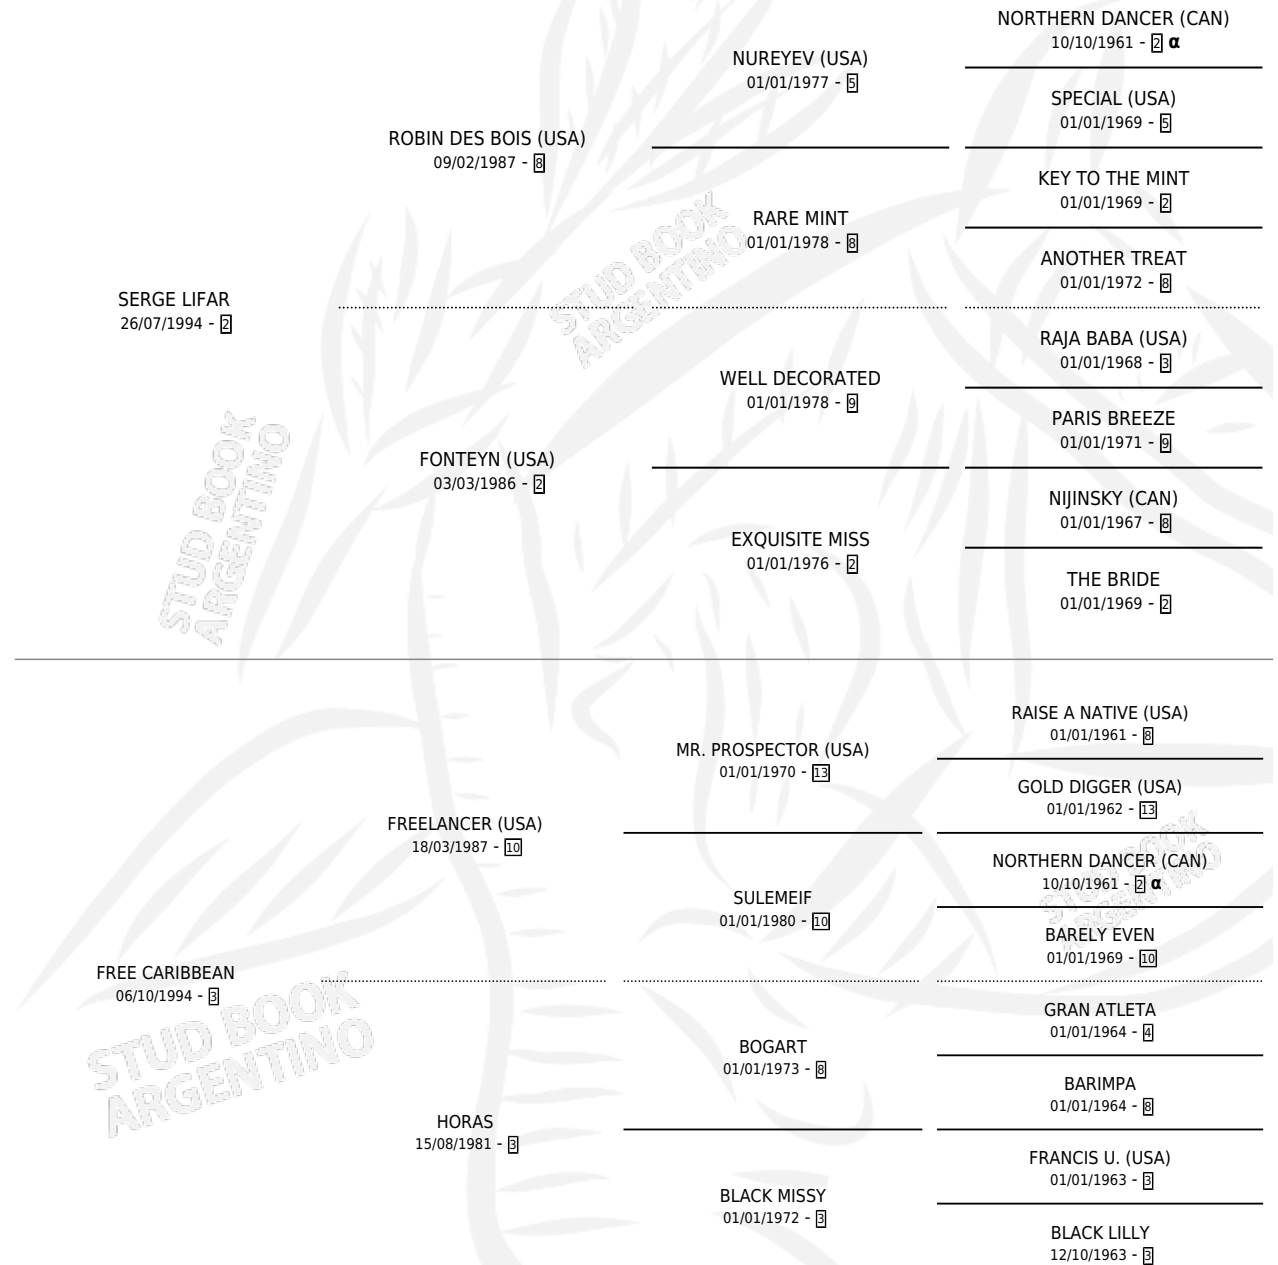 NORTHERN DANCER (CAN)
10/10/1961 - 2 α
NUREYEV (USA)
01/01/1977 - 5
SPECIAL (USA)
01/01/1969 - 5
ROBIN DES BOIS (USA)
09/02/1987 - 8
KEY TO THE MINT
01/01/1969 - 2
RARE MINT
01/01/1978 - 8
ANOTHER TREAT
01/01/1972 - 8
SERGE LIFAR
26/07/1994 - 2
STUD BOOK
ARGENTINO
RAJA BABA (USA)
01/01/1968 - 3
WELL DECORATED
01/01/1978 - 9
PARIS BREEZE
01/01/1971 - 9
FONTEYN (USA)
03/03/1986 - 2
NIJINSKY (CAN)
01/01/1967 - 8
EXQUISITE MISS
01/01/1976 - 2
THE BRIDE
01/01/1969 - 2
STUD BOOK
ARGENTINO
RAISE A NATIVE (USA)
01/01/1961 - 8
MR. PROSPECTOR (USA)
01/01/1970 - 13
GOLD DIGGER (USA)
01/01/1962 - 13
FREELANCER (USA)
18/03/1987 - 10
NORTHERN DANCER (CAN)
10/10/1961 - 2 α
STUD BOOK
ARGENTINO
SULEMEIF
01/01/1980 - 10
BARELY EVEN
01/01/1969 - 10
FREE CARIBBEAN
06/10/1994 - 3
STUD BOOK
ARGENTINO
GRAN ATLETA
01/01/1964 - 4
BOGART
01/01/1973 - 8
BARIMPA
01/01/1964 - 8
HORAS
15/08/1981 - 3
FRANCIS U. (USA)
01/01/1963 - 3
BLACK MISSY
01/01/1972 - 3
BLACK LILLY
12/10/1963 - 3